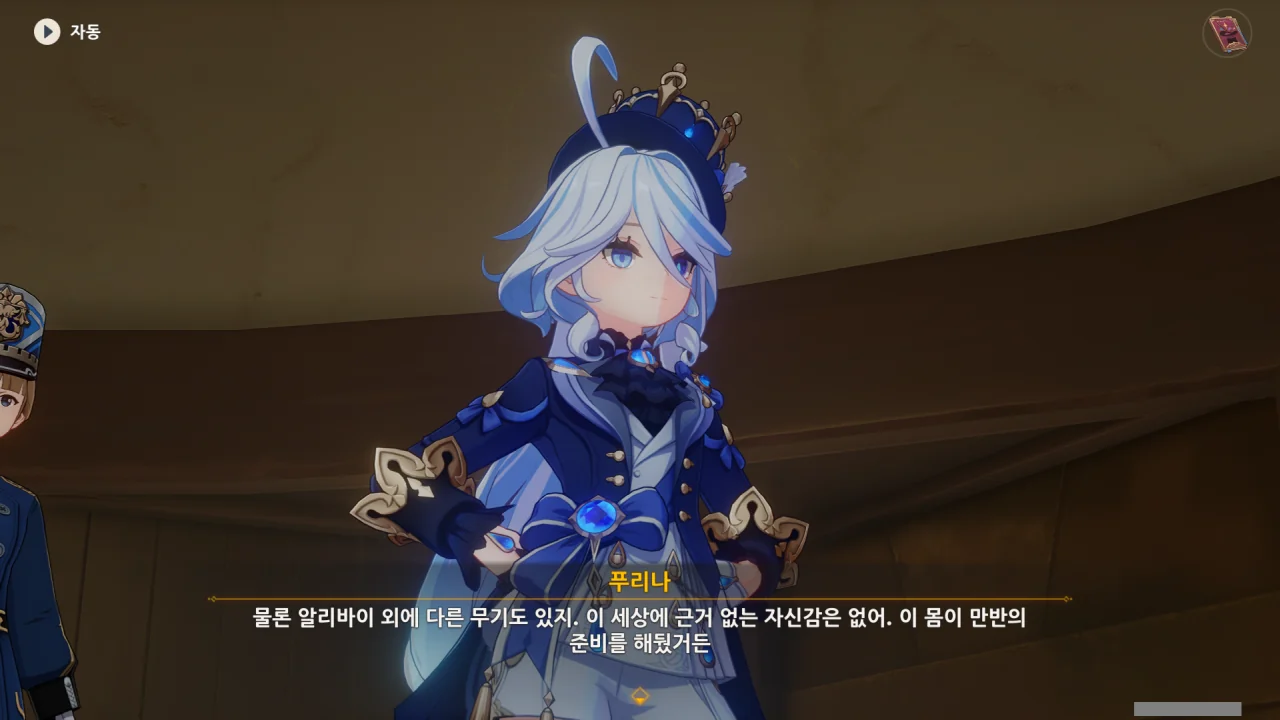 자동
푸리나
물론 알리바이 외에 다른 무기도 있지. 이 세상에 근거 없는 자신감은 없어. 이 몸이 만반의
준비를 해뒀거든